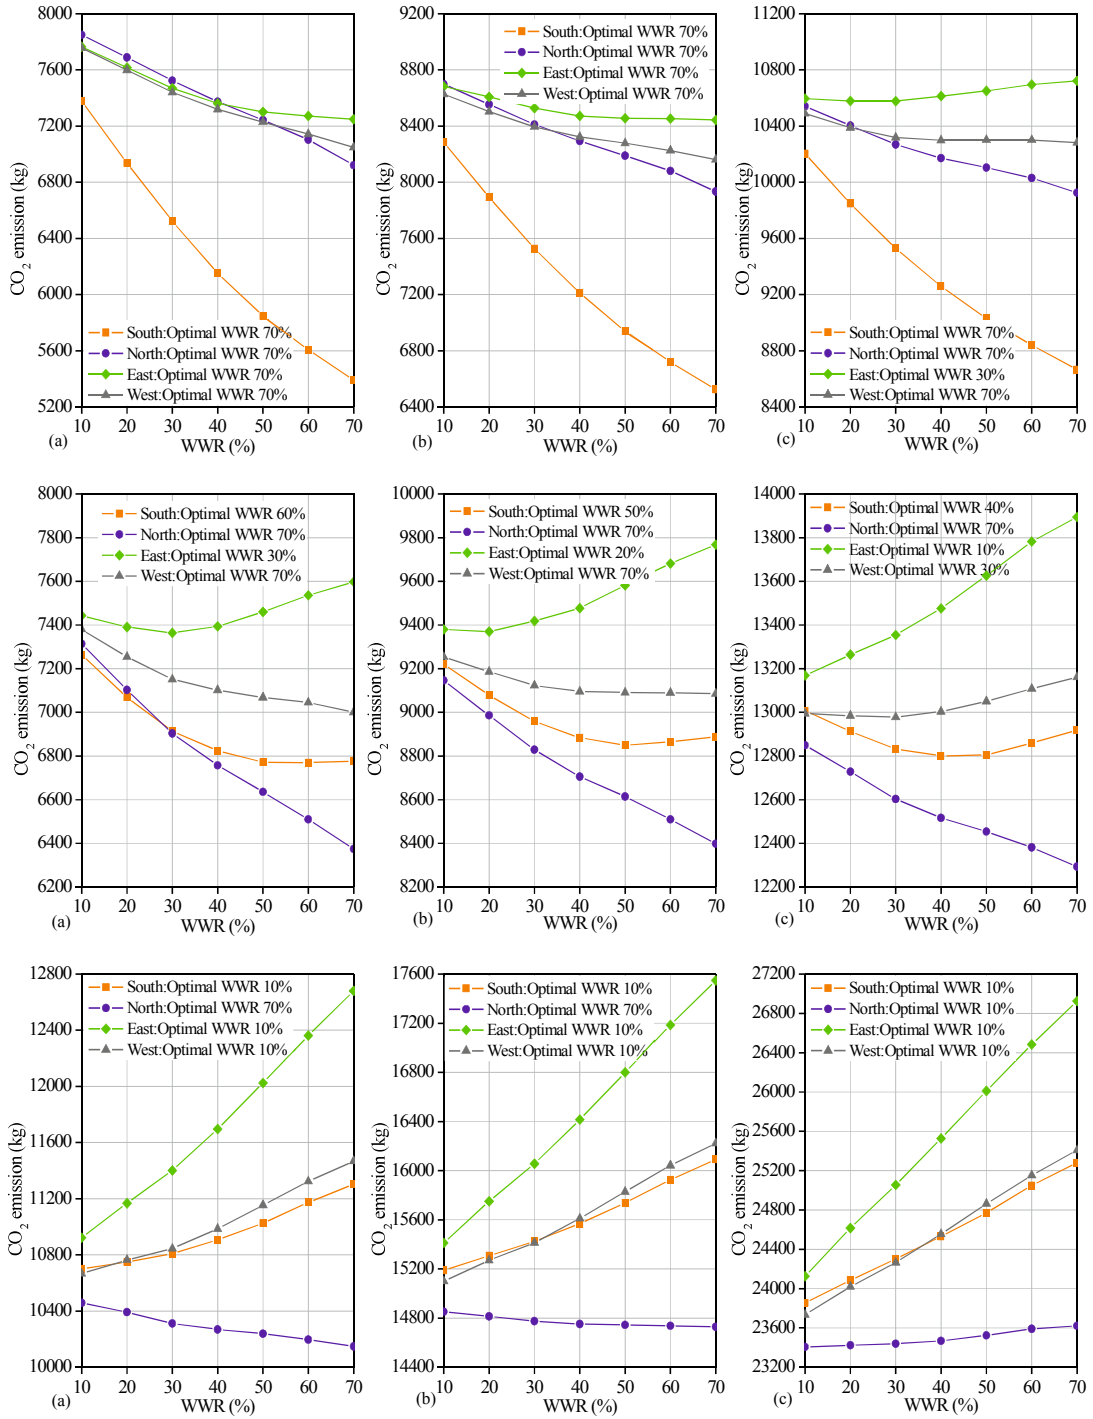 8000
7600
7200
6800
6400
6000
5600
5200
CO2 emission (kg)
South:Optimal WWR 70%
North:Optimal WWR 70%
East:Optimal WWR 70%
West:Optimal WWR 70%
10 20 30 40 50 60 70
(a)
WWR (%)
9200
8800
8400
8000
7600
7200
6800
6400
CO2 emission (kg)
South:Optimal WWR 70%
North:Optimal WWR 70%
East:Optimal WWR 70%
West:Optimal WWR 70%
10 20 30 40 50 60 70
(b)
WWR (%)
11200
10800
10400
10000
9600
9200
8800
8400
CO2 emission (kg)
South:Optimal WWR 70%
North:Optimal WWR 70%
East:Optimal WWR 30%
West:Optimal WWR 70%
10 20 30 40 50 60 70
(c)
WWR (%)
8000
7800
7600
7400
7200
7000
6800
6600
6400
6200
CO2 emission (kg)
South:Optimal WWR 60%
North:Optimal WWR 70%
East:Optimal WWR 30%
West:Optimal WWR 70%
10 20 30 40 50 60 70
(a)
WWR (%)
10000
9800
9600
9400
9200
9000
8800
8600
8400
8200
CO2 emission (kg)
South:Optimal WWR 50%
North:Optimal WWR 70%
East:Optimal WWR 20%
West:Optimal WWR 70%
10 20 30 40 50 60 70
(b)
WWR (%)
14000
13800
13600
13400
13200
13000
12800
12600
12400
12200
CO2 emission (kg)
South:Optimal WWR 40%
North:Optimal WWR 70%
East:Optimal WWR 10%
West:Optimal WWR 30%
10 20 30 40 50 60 70
(c)
WWR (%)
12800
12400
12000
11600
11200
10800
10400
10000
CO2 emission (kg)
South:Optimal WWR 10%
North:Optimal WWR 70%
East:Optimal WWR 10%
West:Optimal WWR 10%
10 20 30 40 50 60 70
(a)
WWR (%)
17600
17200
16800
16400
16000
15600
15200
14800
14400
CO2 emission (kg)
South:Optimal WWR 10%
North:Optimal WWR 70%
East:Optimal WWR 10%
West:Optimal WWR 10%
10 20 30 40 50 60 70
(b)
WWR (%)
27200
26800
26400
26000
25600
25200
24800
24400
24000
23600
23200
CO2 emission (kg)
South:Optimal WWR 10%
North:Optimal WWR 10%
East:Optimal WWR 10%
West:Optimal WWR 10%
10 20 30 40 50 60 70
(c)
WWR (%)